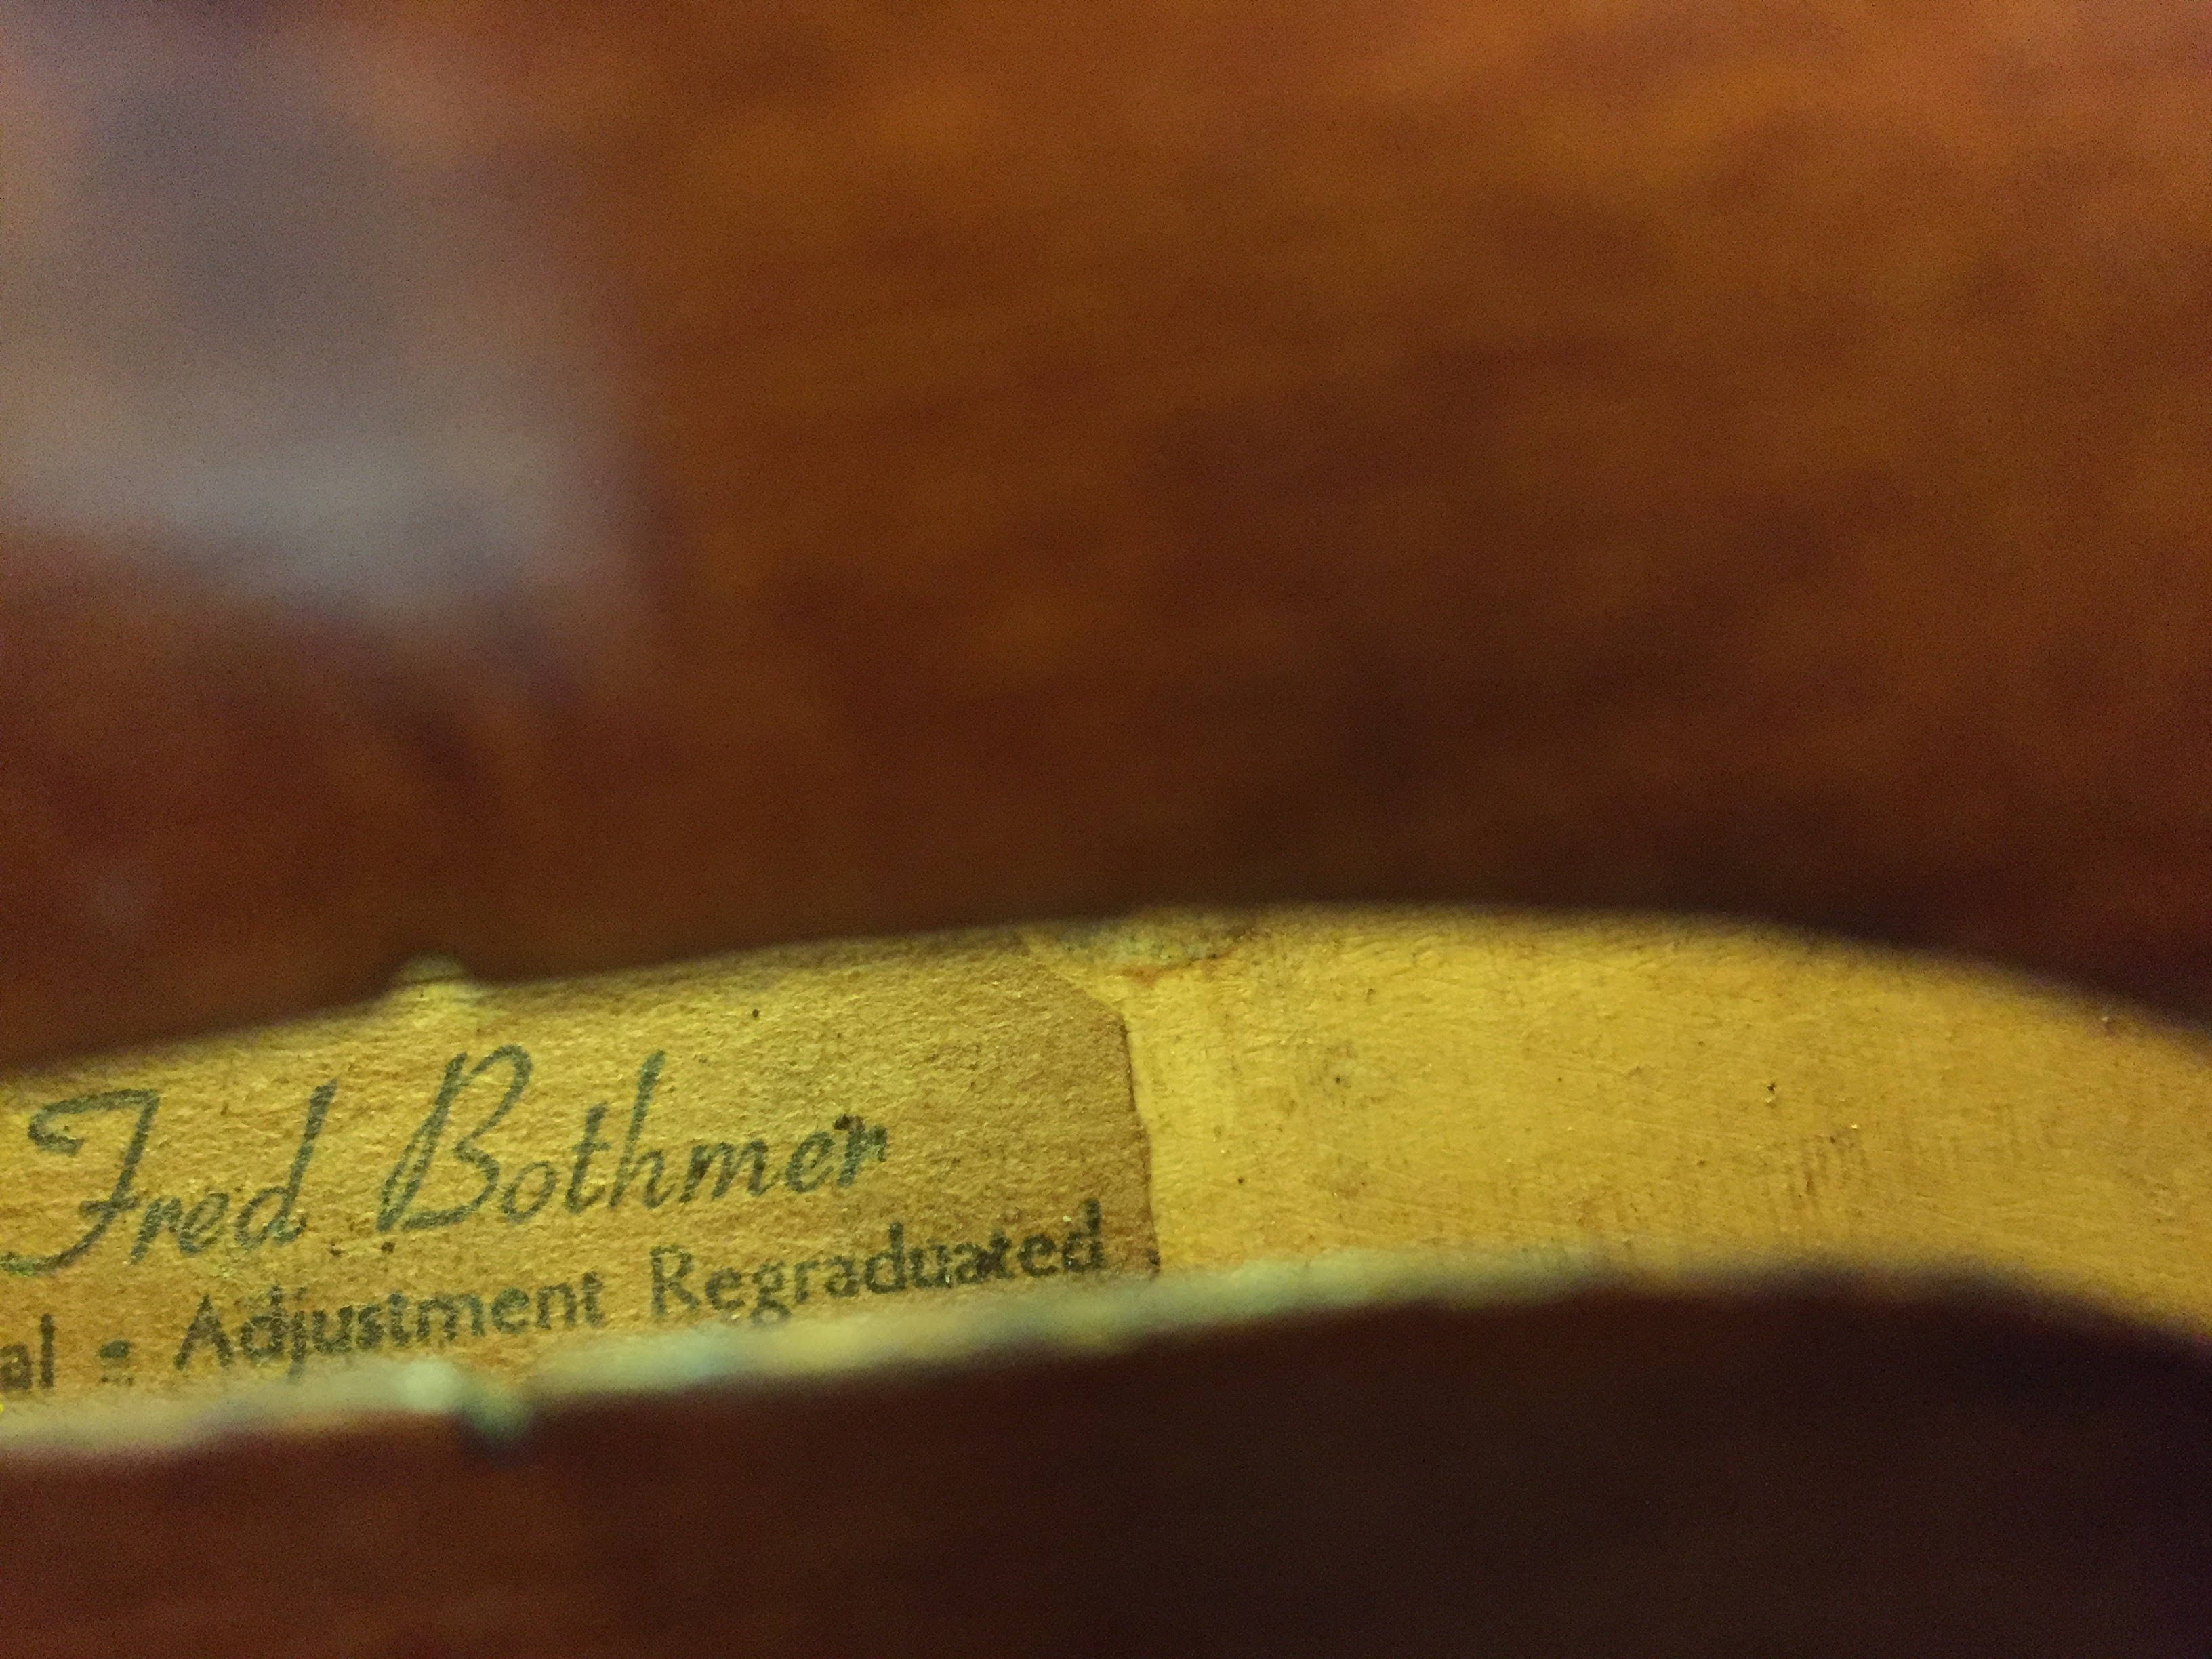 Fred Bothmer
al - Adjustment Regraduated